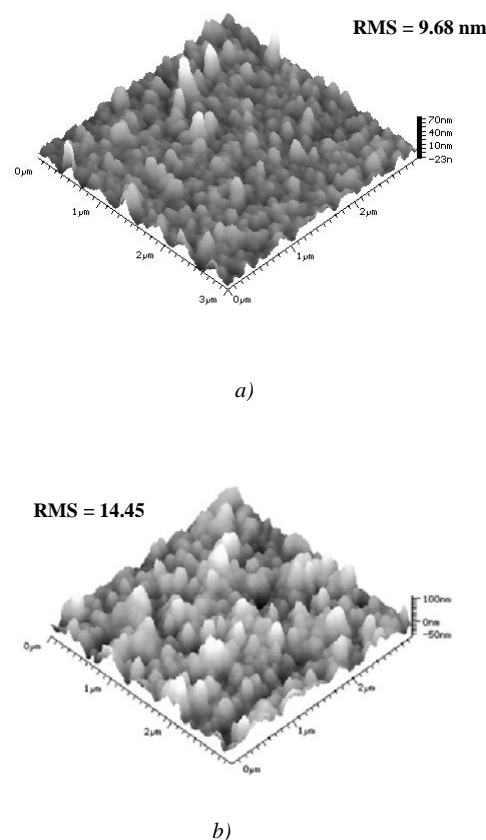 RMS = 9.68 nm
70nm
40nm
10nm
-23n
0µm
1µm
2µm
3µm
0µm
1µm
2µm
a)
RMS = 14.45
100nm
0nm
-50nm
0µm
1µm
2µm
0µm
1µm
2µm
b)